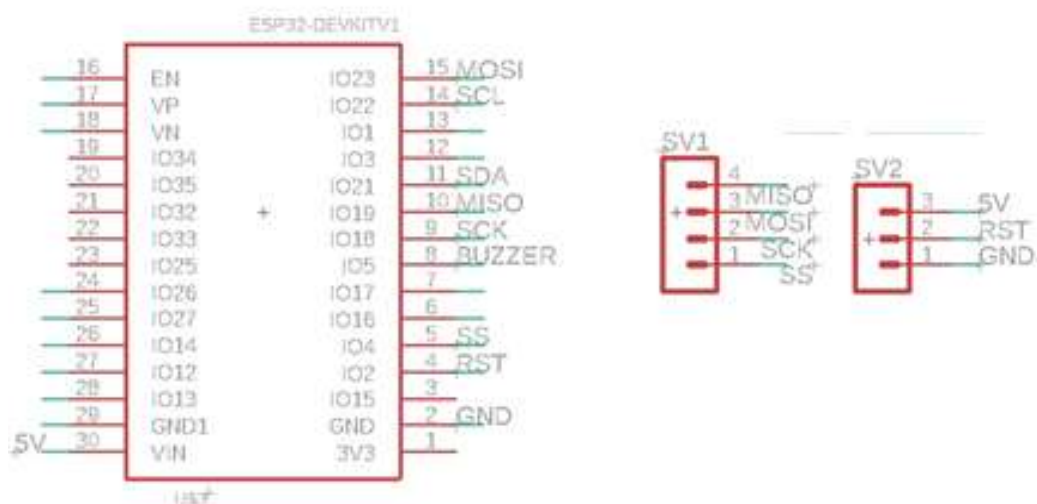 ESP32-DEVKITV1
16 EN IO23 15 MOSI
17 VP IO22 14 SCL
18 VN IO1 13
19 IO34 IO3 12
20 IO35 IO21 11 SDA
21 IO32 IO19 10 MISO
22 IO33 IO18 9 SCK
23 IO25 IO5 8 BUZZER
24 IO26 IO17 7
25 IO27 IO16 6
26 IO14 IO4 5 SS
27 IO12 IO2 4 RST
28 IO13 IO15 3
29 GND1 GND 2 GND
5V 30 VIN 3V3 1
SV1
4 MISO
3 MOSI
2 SCK
1 SS
SV2
3 5V
2 RST
1 GND